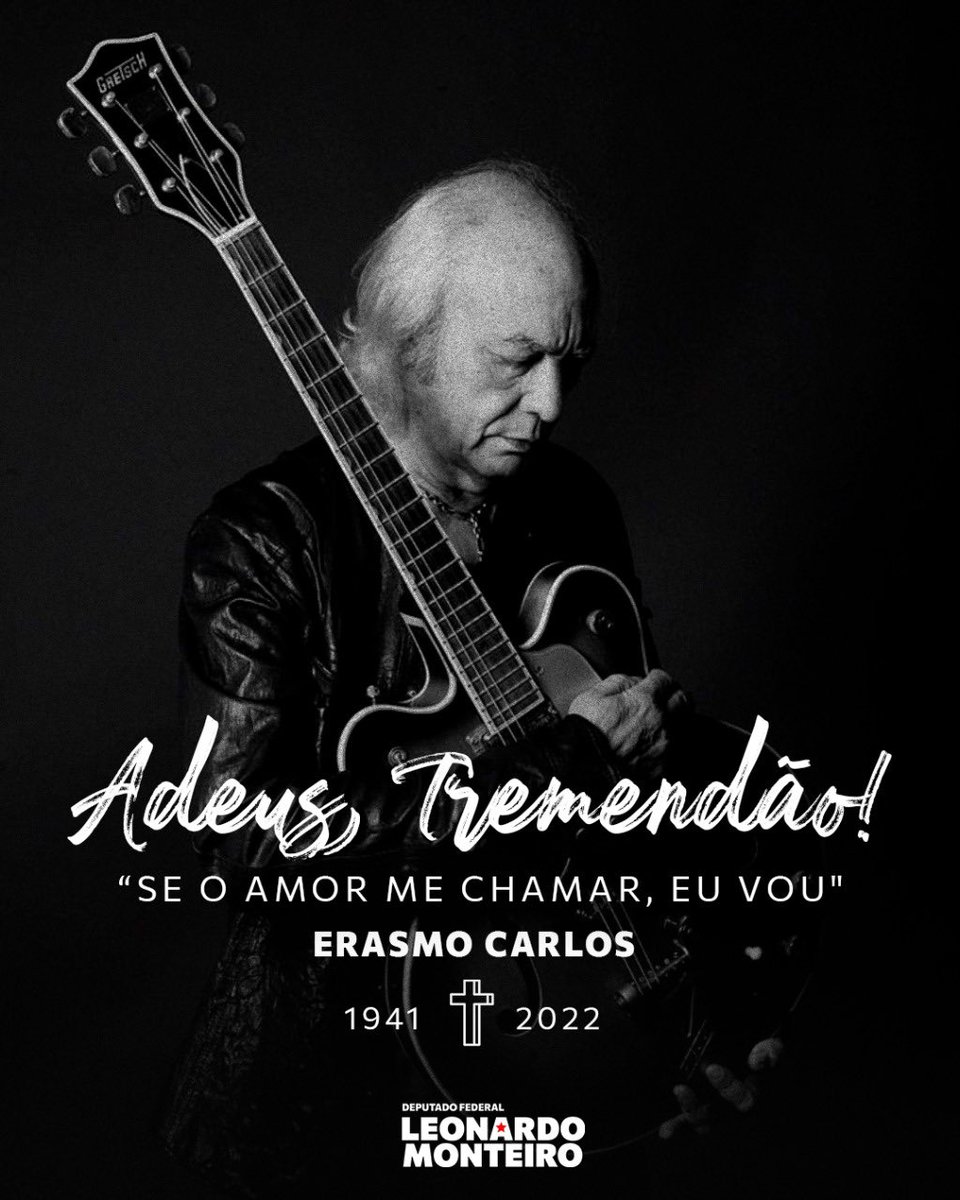 GRETSCH
Adeus, Tremendão!
“SE O AMOR ME CHAMAR, EU VOU"
ERASMO CARLOS
1941 2022
DEPUTADO FEDERAL
LEONARDO
MONTEIRO